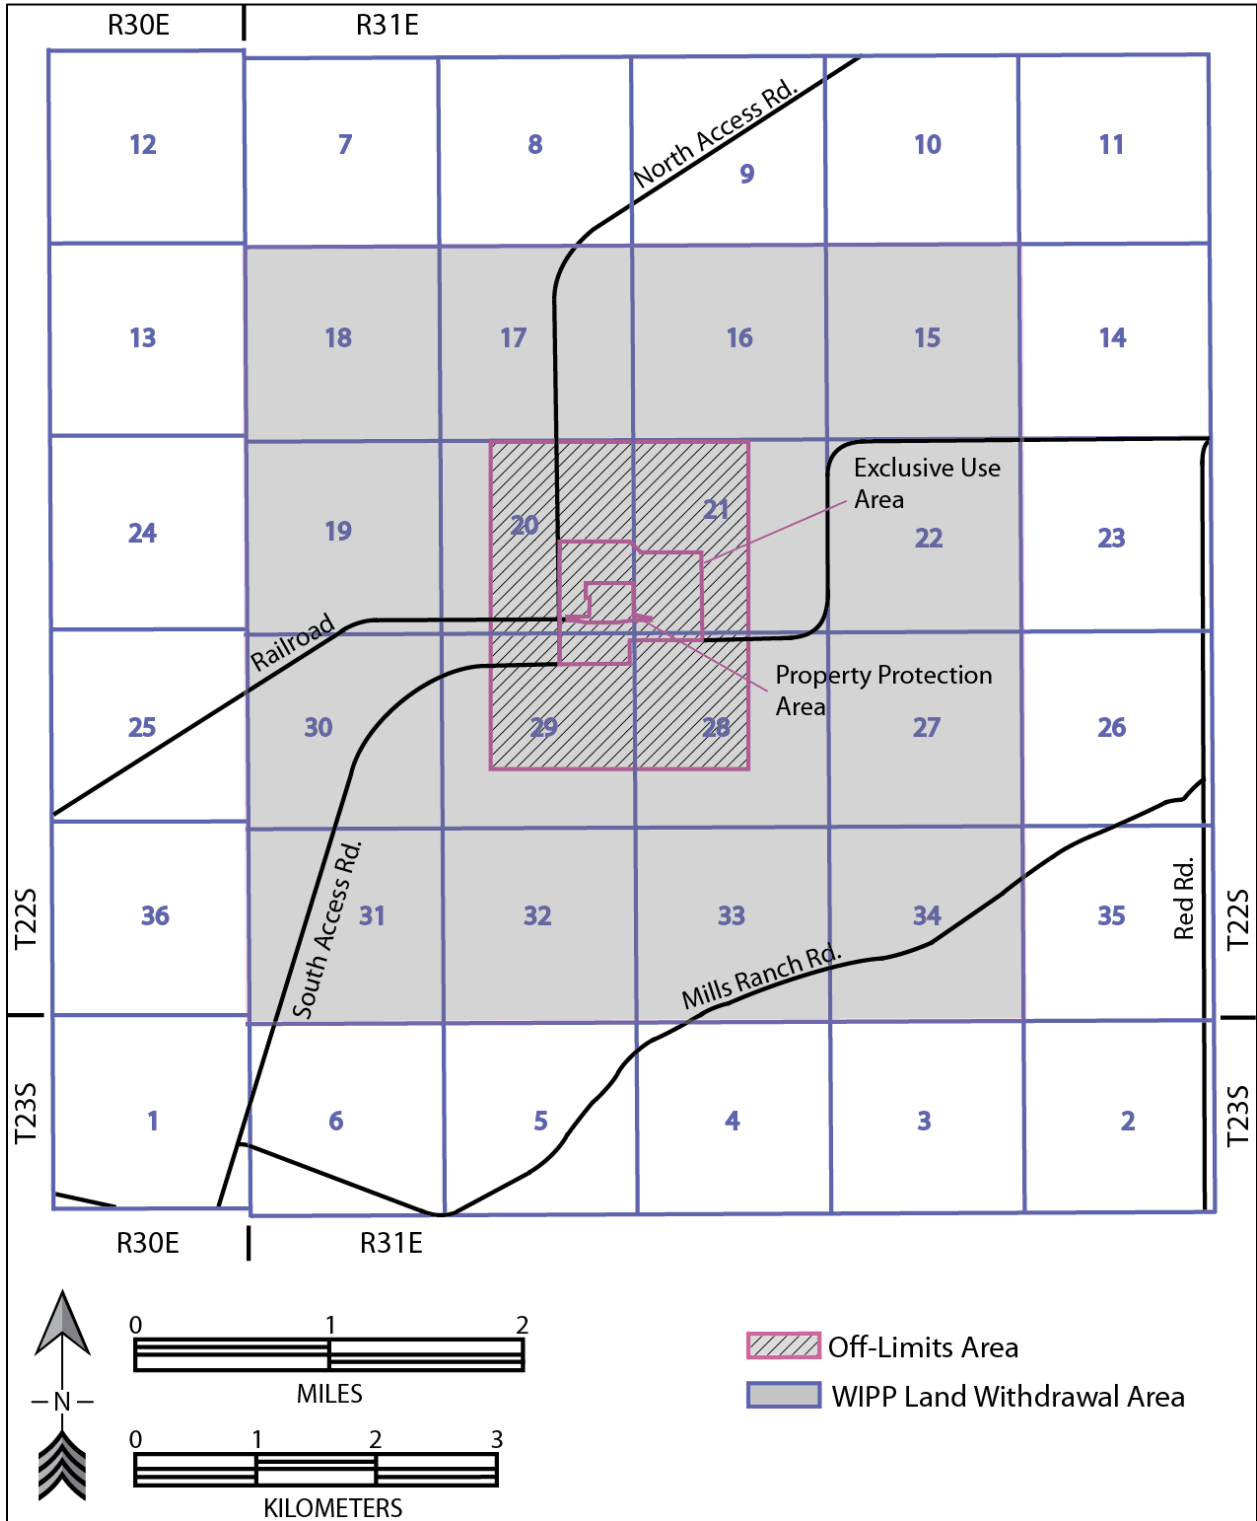 R30E
R31E
12
7
8
North Access Rd.
9
10
11
13
18
17
16
15
14
Exclusive Use
Area
24
19
20
21
22
23
Railroad
Property Protection
Area
25
30
29
28
27
26
T22S
36
South Access Rd.
31
32
33
34
35
Red Rd.
T22S
Mills Ranch Rd.
T23S
1
6
5
4
3
2
T23S
R30E
R31E
N
0 1 2
MILES
0 1 2 3
KILOMETERS
Off-Limits Area
WIPP Land Withdrawal Area